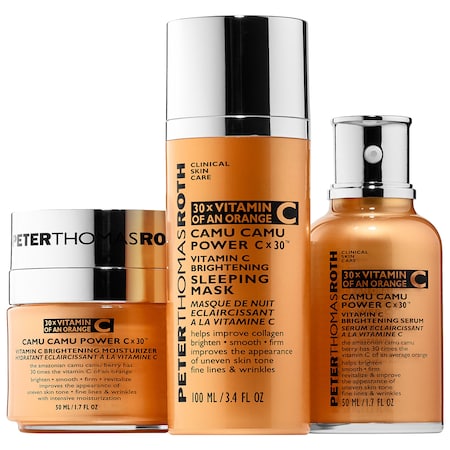 PETERTHOMASRO
30x VITAMIN
OF AN ORANGE C
CAMU CAMU POWER C x 30™
VITAMIN C BRIGHTENING MOISTURIZER
HYDRATANT ECLAIRCISSANT A LA VITAMINE C
the amazonian camu camu berry has
30 times the vitamin C of an orange
brighten • smooth • firm • revitalize
improves the appearance of
uneven skin tone • fine lines & wrinkles
with intensive moisturization
50 ML / 1.7 FL OZ
PETERTHOMASROTH
CLINICAL
SKIN
CARE
30x VITAMIN
OF AN ORANGE C
CAMU CAMU
POWER C x 30™
VITAMIN C
BRIGHTENING
SLEEPING
MASK
MASQUE DE NUIT
ECLAIRCISSANT
A LA VITAMINE C
helps improve collagen
brighten • smooth • firm
improves the appearance
of uneven skin tone
fine lines & wrinkles
100 ML / 3.4 FL OZ
PETERTHOMASROTH
CLINICAL
SKIN
CARE
30x VITAMIN
OF AN ORANGE C
CAMU CAMU
POWER C x 30™
VITAMIN C
BRIGHTENING SERUM
SERUM ECLAIRCISSANT
A LA VITAMINE C
the amazonian camu camu
berry has 30 times the
vitamin C of an average orange
brighten • smooth
firm • revitalize
improves the appearance
of uneven skin tone
fine lines & wrinkles
50 ML / 1.7 FL OZ